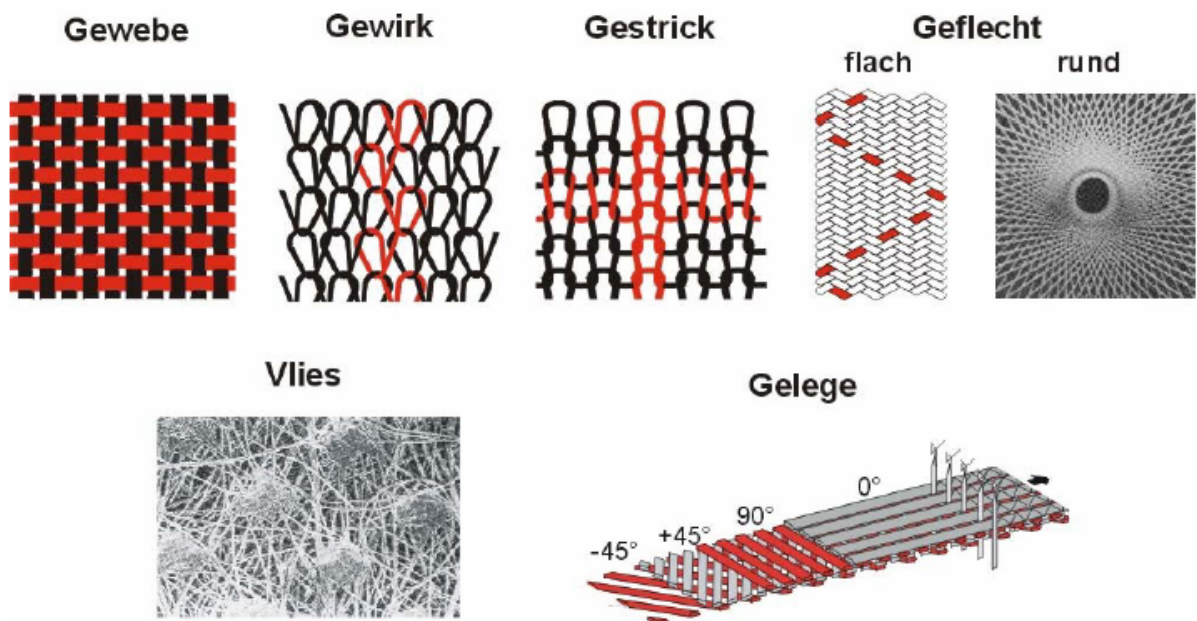 Gewebe
Gewirk
Gestrick
Geflecht
flach
rund
Vlies
Gelege
0°
90°
+45°
-45°